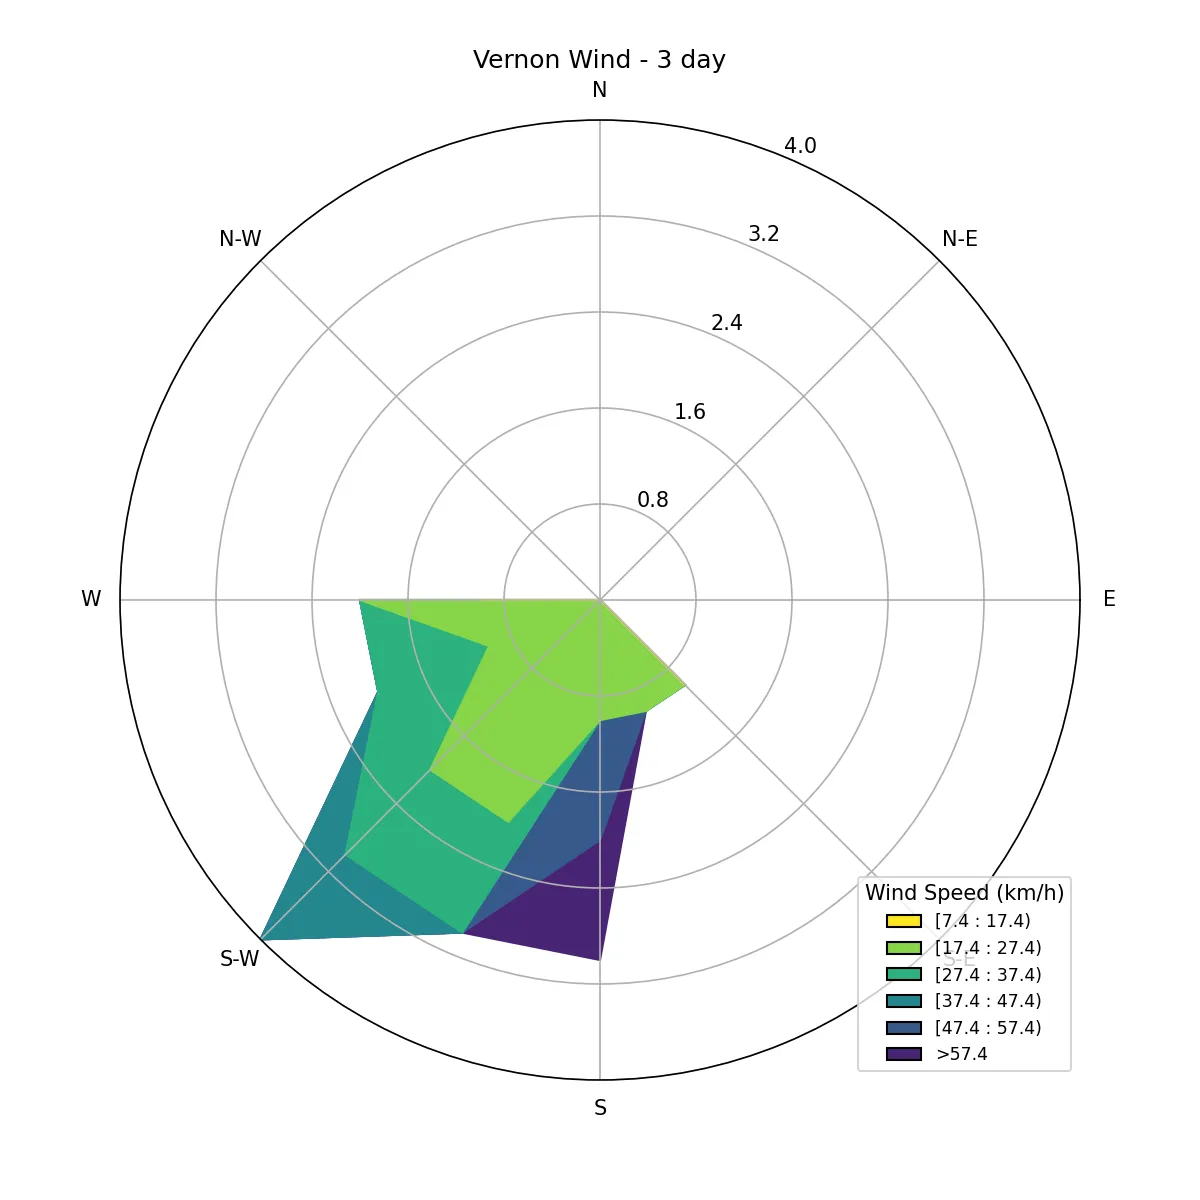 Vernon Wind - 3 day
N
4.0
3.2
N-W
N-E
2.4
1.6
0.8
W
E
S-W
S-E
S
Wind Speed (km/h)
[7.4 : 17.4)
[17.4 : 27.4)
[27.4 : 37.4)
[37.4 : 47.4)
[47.4 : 57.4)
>57.4